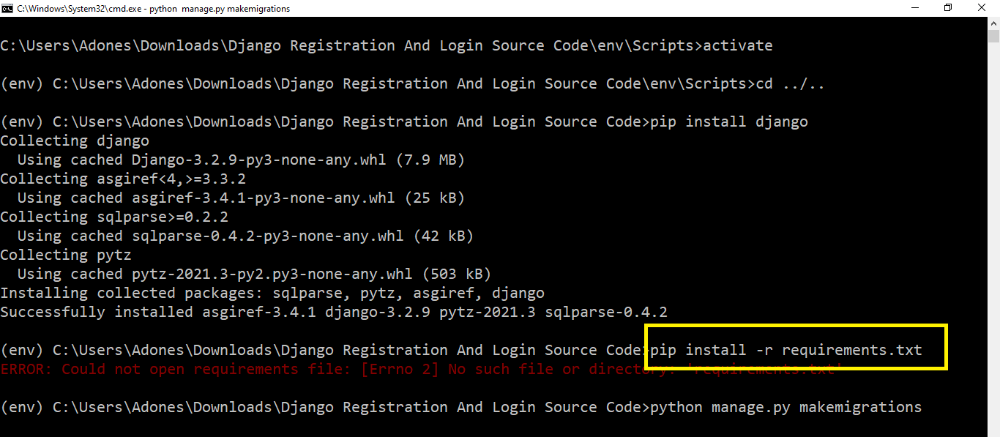 C:\Windows\System32\cmd.exe - python  manage.py makemigrations
C:\Users\Adones\Downloads\Django Registration And Login Source Code\env\Scripts>activate
(env) C:\Users\Adones\Downloads\Django Registration And Login Source Code\env\Scripts>cd ../..
(env) C:\Users\Adones\Downloads\Django Registration And Login Source Code>pip install django
Collecting django
  Using cached Django-3.2.9-py3-none-any.whl (7.9 MB)
Collecting asgiref<4,>=3.3.2
  Using cached asgiref-3.4.1-py3-none-any.whl (25 kB)
Collecting sqlparse>=0.2.2
  Using cached sqlparse-0.4.2-py3-none-any.whl (42 kB)
Collecting pytz
  Using cached pytz-2021.3-py2.py3-none-any.whl (503 kB)
Installing collected packages: sqlparse, pytz, asgiref, django
Successfully installed asgiref-3.4.1 django-3.2.9 pytz-2021.3 sqlparse-0.4.2
(env) C:\Users\Adones\Downloads\Django Registration And Login Source Code>pip install -r requirements.txt
ERROR: Could not open requirements file: [Errno 2] No such file or directory: 'requirements.txt'
(env) C:\Users\Adones\Downloads\Django Registration And Login Source Code>python manage.py makemigrations